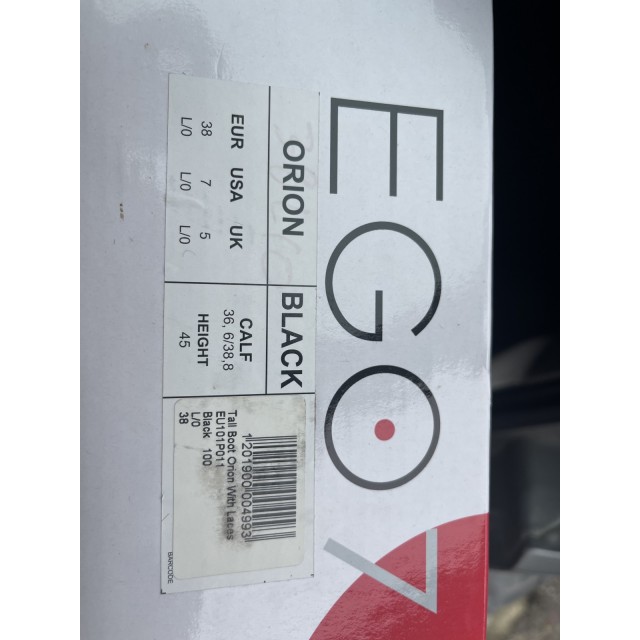 EGO7
ORION BLACK
EUR USA UK
38 7 5
L/0 L/0 L/0
CALF
36, 6/38,8
HEIGHT
45
1201900004993
Tall Boot Orion With Laces
EU101P011
Black 100
L/0
38
BARCODE